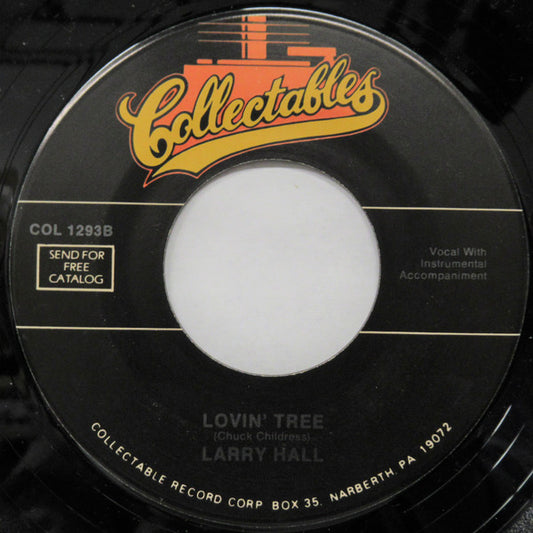 Collectables
COL 1293B
SEND FOR
FREE
CATALOG
Vocal With
Instrumental
Accompaniment
LOVIN' TREE
(Chuck Childress)
LARRY HALL
COLLECTABLE RECORD CORP BOX 35, NARBERTH, PA 19072